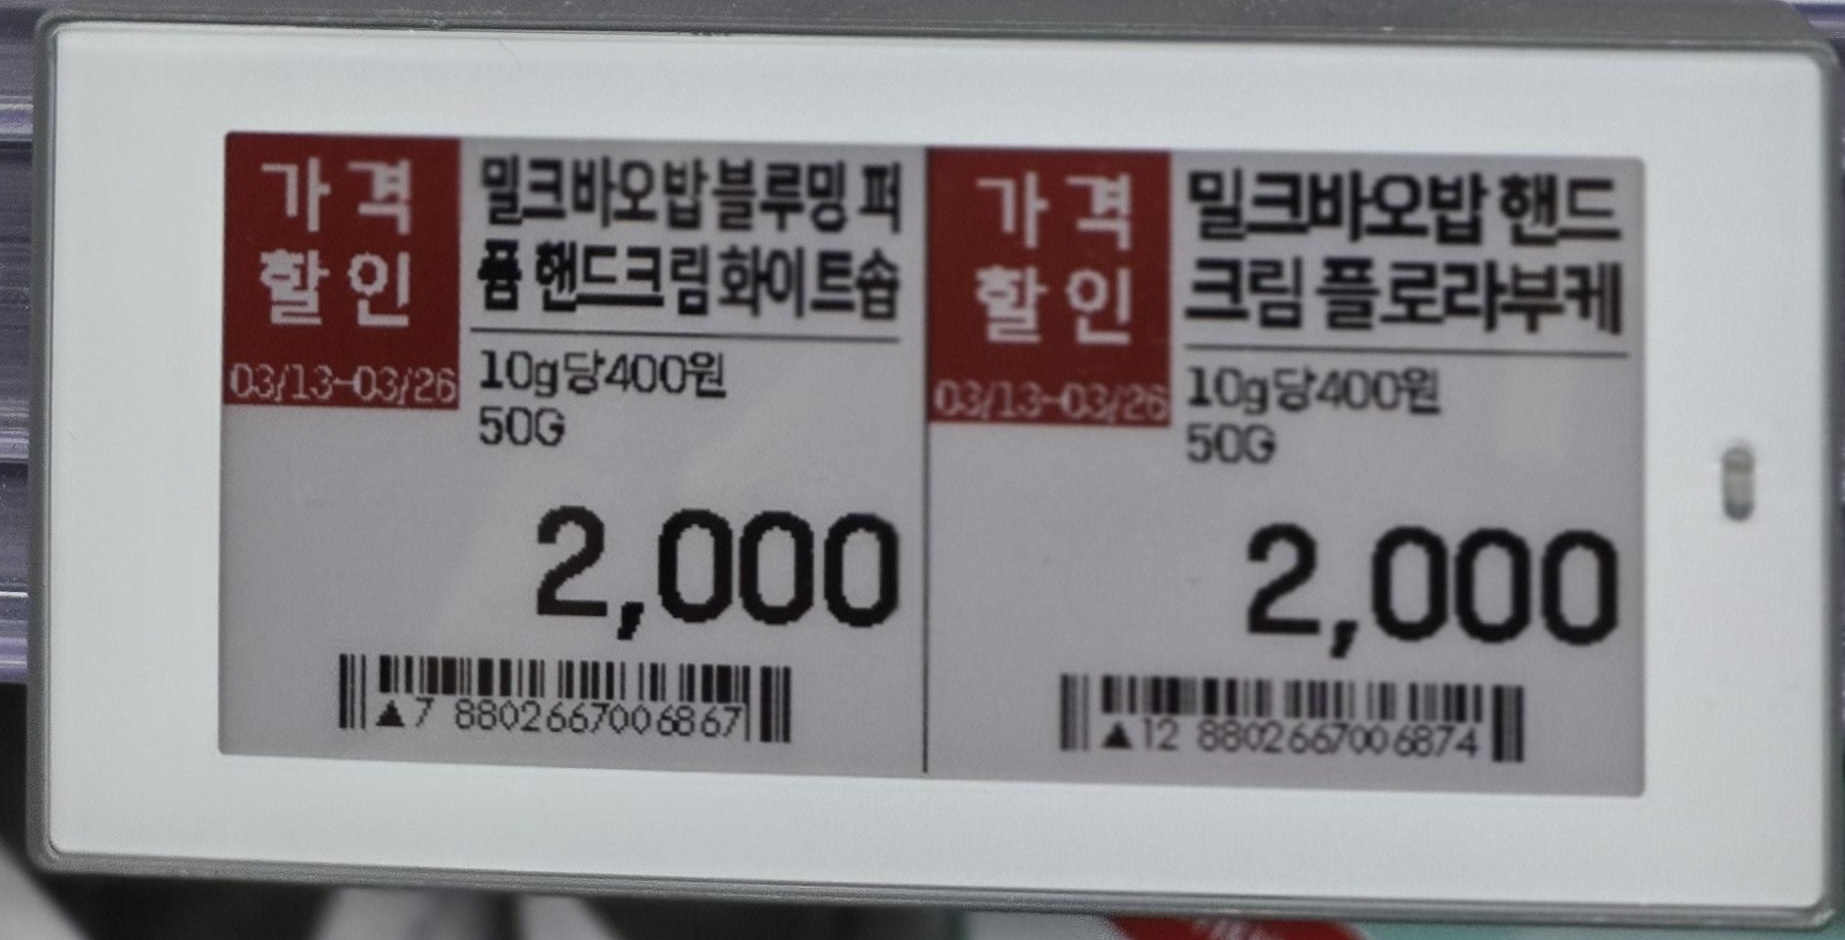 가격
할인
03/13-03/26
밀크바오밥블루밍 퍼
퓸 핸드크림화이트솝
10g당400원
50G
2,000
▲7 8802667006867
가격
할인
03/13-03/26
밀크바오밥 핸드
크림 플로라부케
10g당400원
50G
2,000
▲12 8802667006874